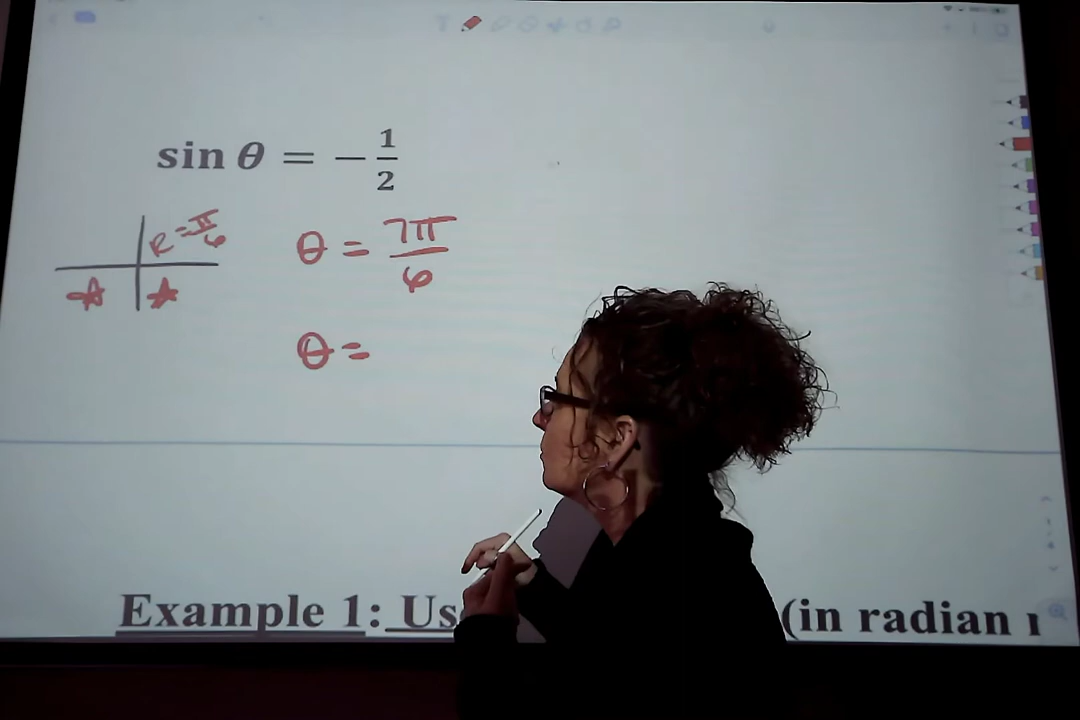 sin θ = - 1/2
R = π/6
θ = 7π/6
θ =
Example 1: Us
(in radian